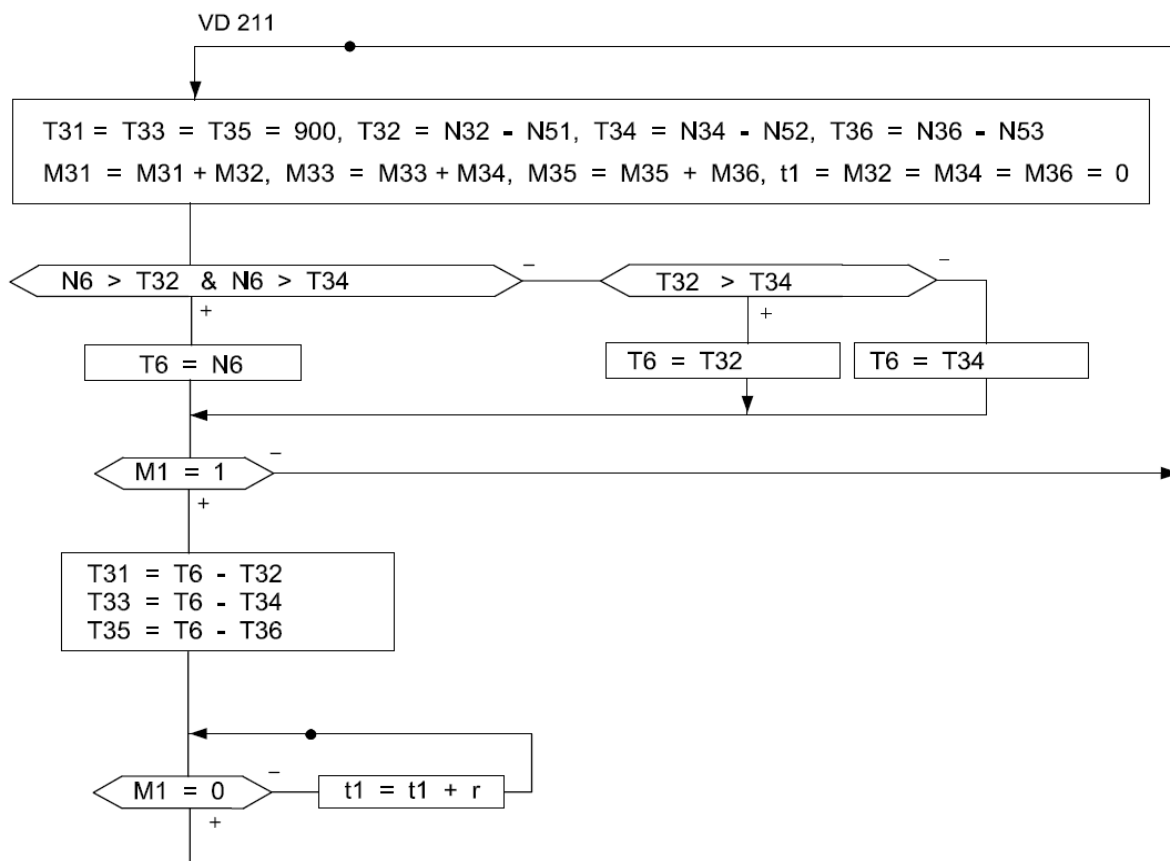 VD 211
T31 = T33 = T35 = 900, T32 = N32 - N51, T34 = N34 - N52, T36 = N36 - N53
M31 = M31 + M32, M33 = M33 + M34, M35 = M35 + M36, t1 = M32 = M34 = M36 = 0
N6 > T32 & N6 > T34
−
T32 > T34
−
+
+
T6 = N6
T6 = T32
T6 = T34
M1 = 1
−
+
T31 = T6 - T32
T33 = T6 - T34
T35 = T6 - T36
M1 = 0
−
t1 = t1 + r
+